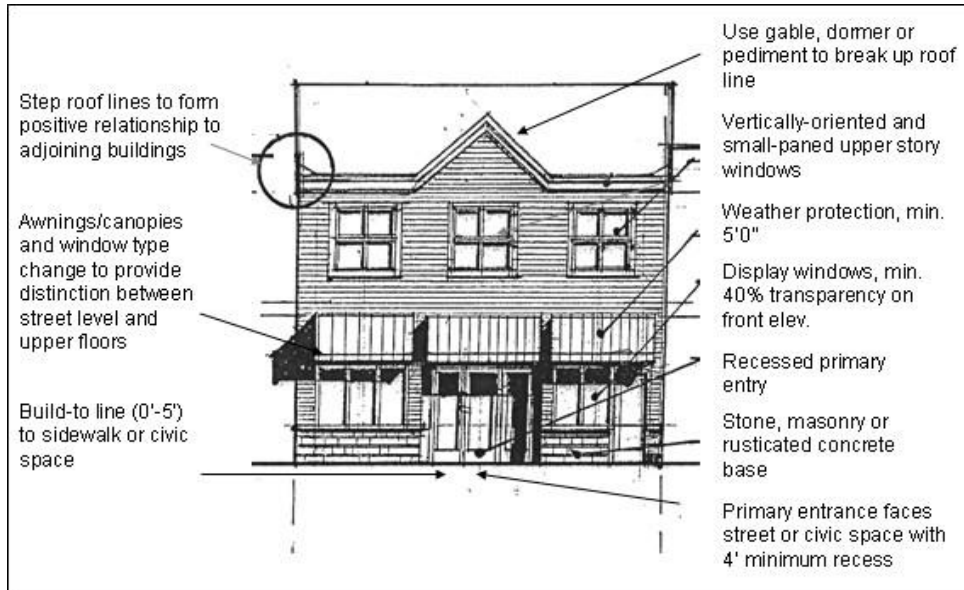 Step roof lines to form
positive relationship to
adjoining buildings
Awnings/canopies
and window type
change to provide
distinction between
street level and
upper floors
Build-to line (0'-5')
to sidewalk or civic
space
Use gable, dormer or
pediment to break up roof
line
Vertically-oriented and
small-paned upper story
windows
Weather protection, min.
5'0"
Display windows, min.
40% transparency on
front elev.
Recessed primary
entry
Stone, masonry or
rusticated concrete
base
Primary entrance faces
street or civic space with
4' minimum recess